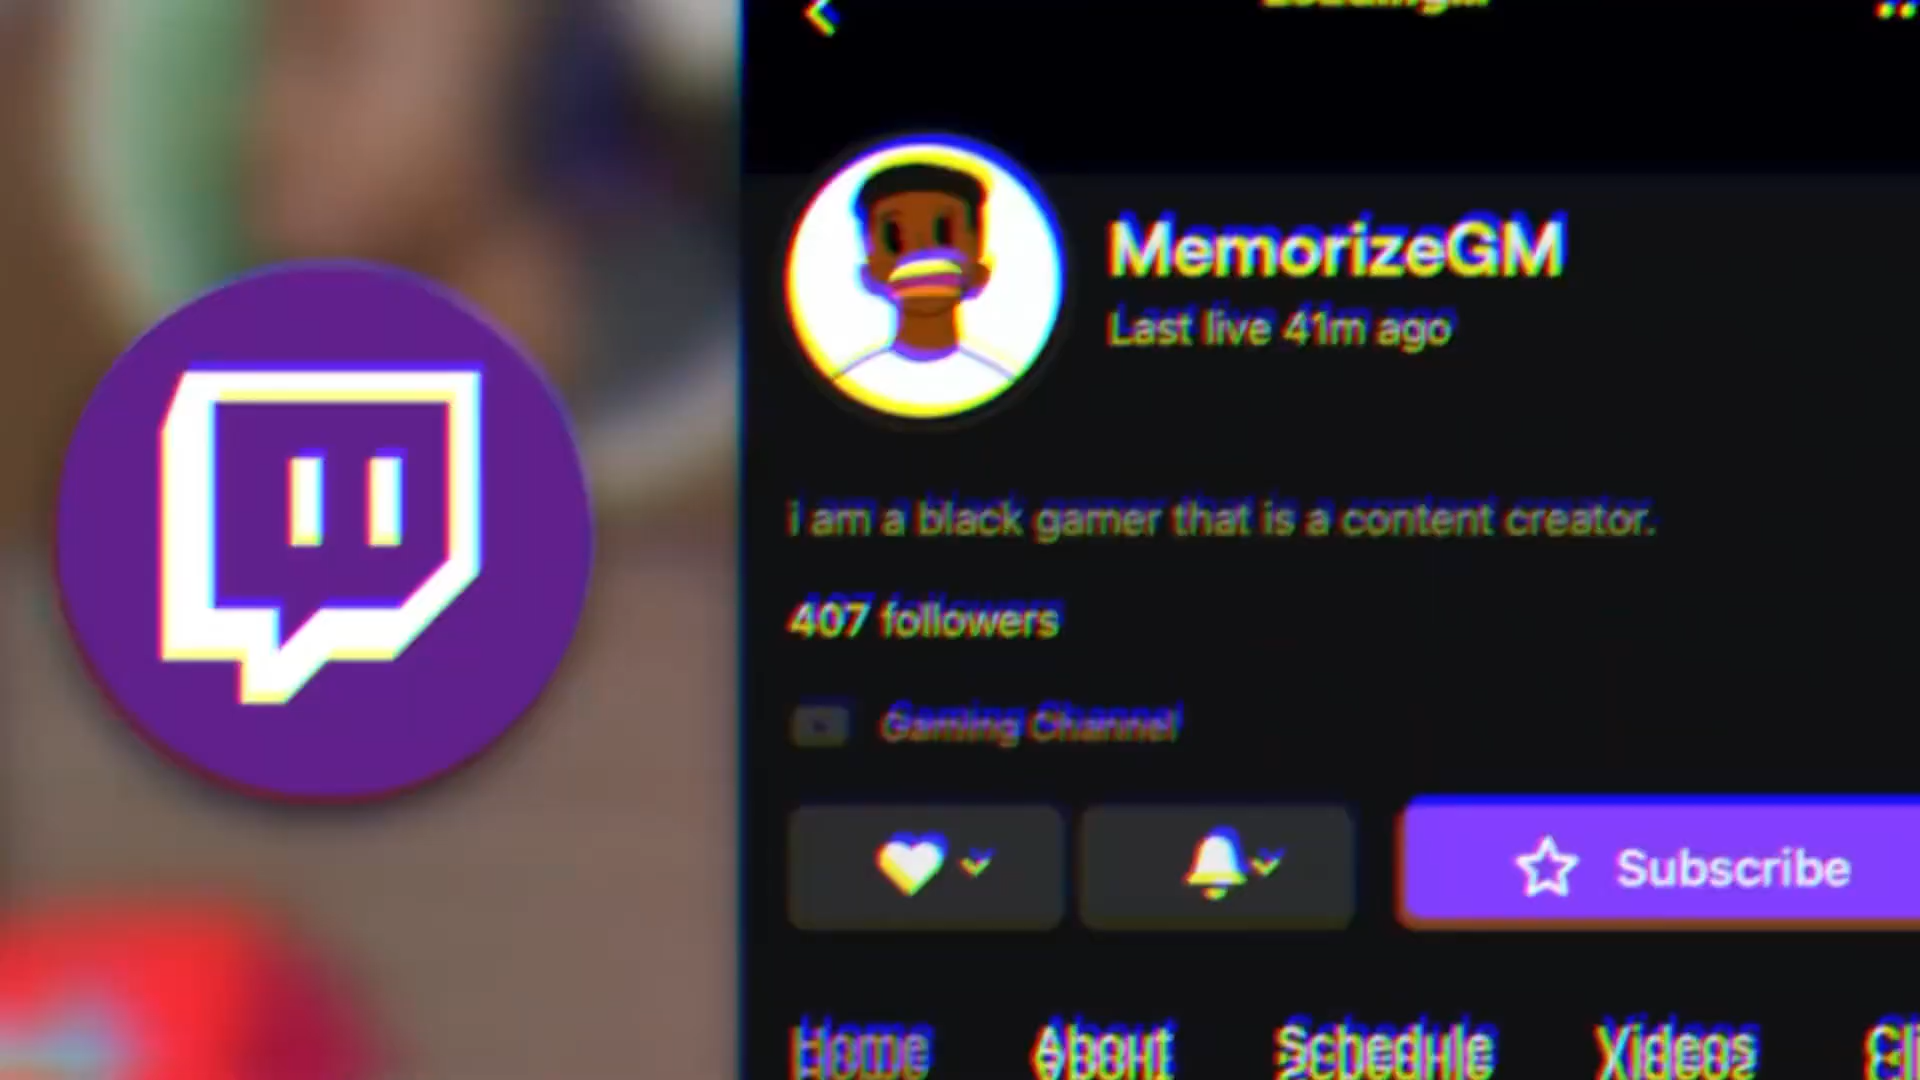 MemorizeGM
Last live 41m ago
i am a black gamer that is a content creator.
407 followers
Gaming Channel
Subscribe
Home About Schedule Videos